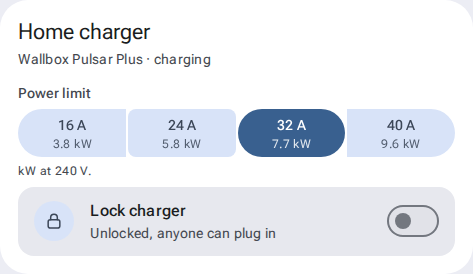 Home charger
Wallbox Pulsar Plus · charging
Power limit
16 A 24 A 32 A 40 A
3.8 kW 5.8 kW 7.7 kW 9.6 kW
kW at 240 V.
Lock charger
Unlocked, anyone can plug in